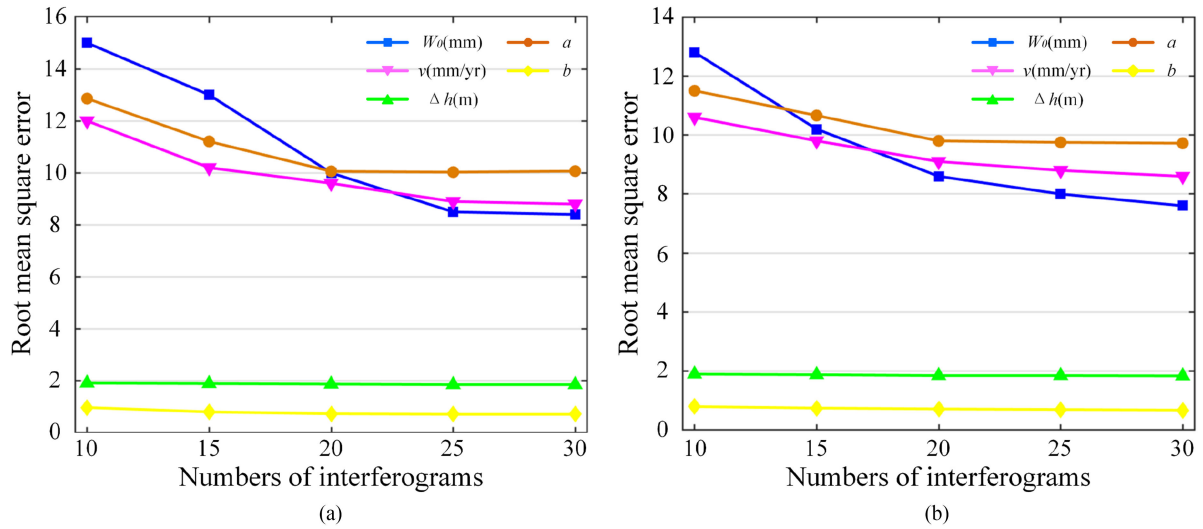 16
14
12
10
8
6
4
2
0
Root mean square error
W₀(mm)
a
v(mm/yr)
b
Δ h(m)
10 15 20 25 30
Numbers of interferograms
(a)
14
12
10
8
6
4
2
0
Root mean square error
W₀(mm)
a
v(mm/yr)
b
Δ h(m)
10 15 20 25 30
Numbers of interferograms
(b)